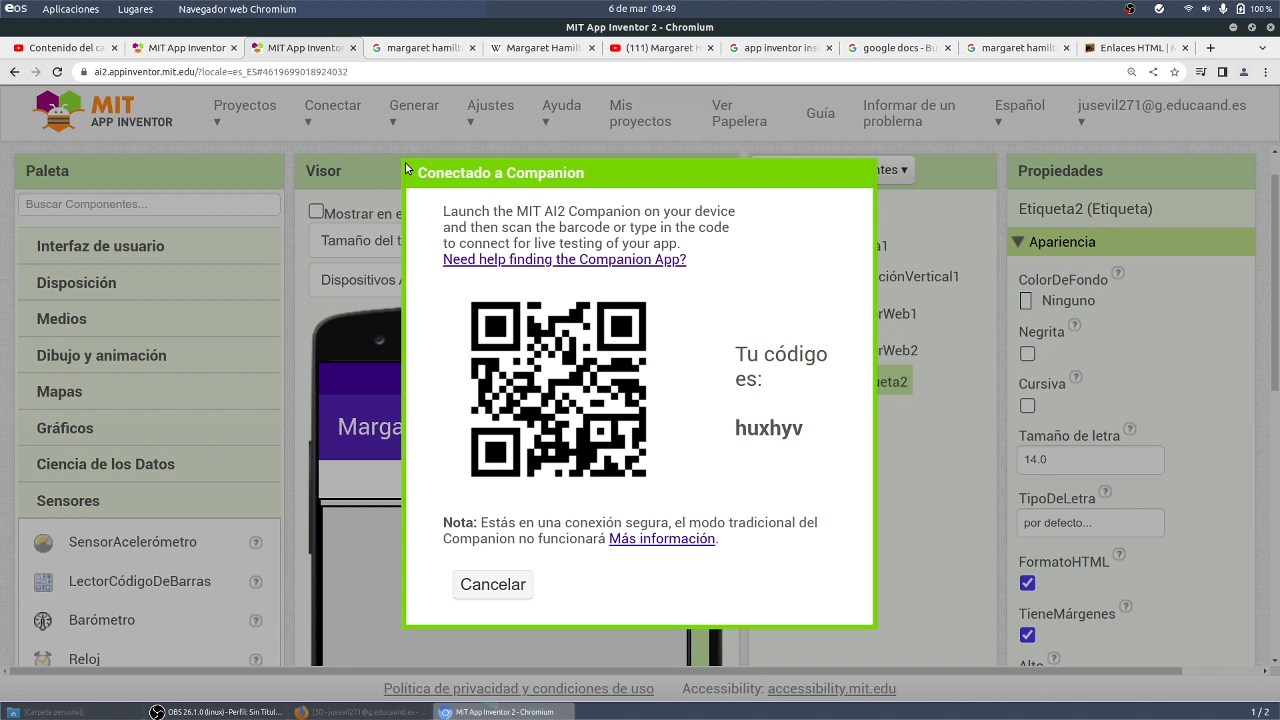 eos Aplicaciones Lugares Navegador web Chromium 6 de mar 09:49 100 %
MIT App Inventor 2 - Chromium
Contenido del ca MIT App Inventor MIT App Inventor margaret hamilt Margaret Hamilt (111) Margaret H app inventor inse google docs - Bu margaret hamilt Enlaces HTML | M
ai2.appinventor.mit.edu/?locale=es_ES#4619699018924032
MIT APP INVENTOR
Proyectos Conectar Generar Ajustes Ayuda Mis proyectos Ver Papelera Guía Informar de un problema Español jusevil271@g.educaand.es
Paleta
Buscar Componentes...
Interfaz de usuario
Disposición
Medios
Dibujo y animación
Mapas
Gráficos
Ciencia de los Datos
Sensores
SensorAcelerómetro
LectorCódigoDeBarras
Barómetro
Reloj
Visor
Mostrar en e
Tamaño del t
Dispositivos A
Marga
Conectado a Companion
Launch the MIT AI2 Companion on your device
and then scan the barcode or type in the code
to connect for live testing of your app.
Need help finding the Companion App?
Tu código
es:
huxhyv
Nota: Estás en una conexión segura, el modo tradicional del
Companion no funcionará Más información.
Cancelar
ntes ▾
a1
ciónVertical1
rWeb1
rWeb2
ueta2
Propiedades
Etiqueta2 (Etiqueta)
Apariencia
ColorDeFondo
Ninguno
Negrita
Cursiva
Tamaño de letra
14.0
TipoDeLetra
por defecto...
FormatoHTML
TieneMárgenes
Alto
Política de privacidad y condiciones de uso Accessibility: accessibility.mit.edu
[Carpeta personal] OBS 26.1.0 (linux) - Perfil: Sin Títul... [3D - jusevil271@g.educaand.es - ... MIT App Inventor 2 - Chromium 1 / 2